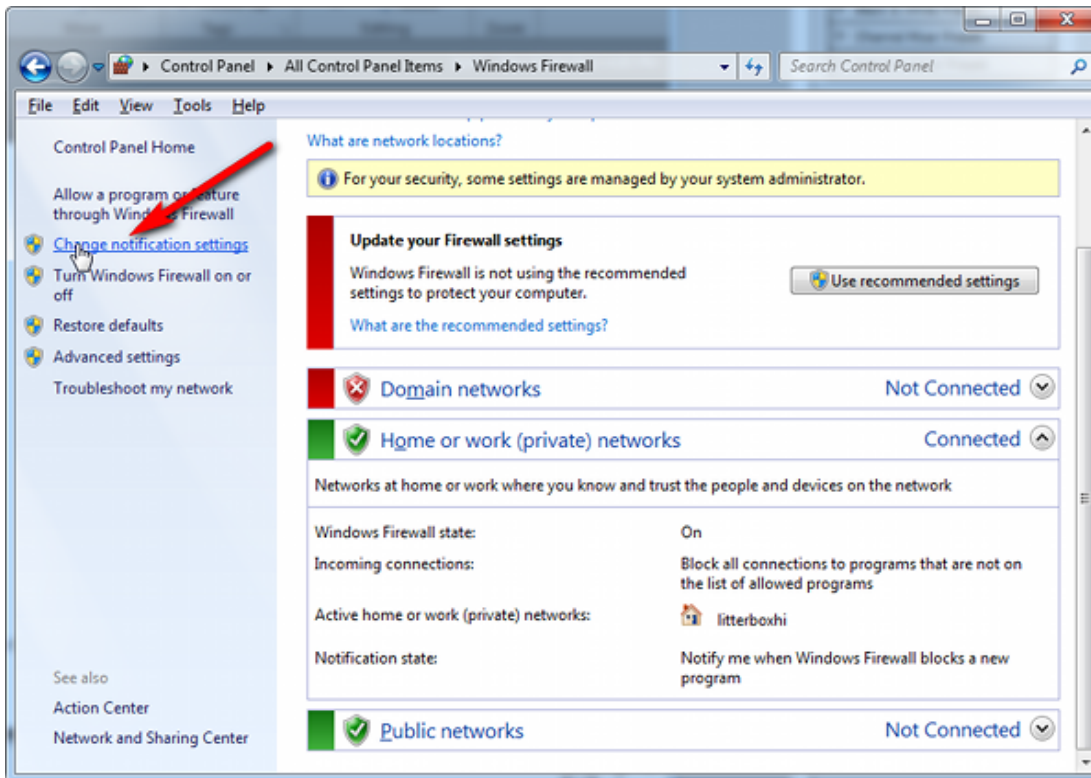 Control Panel ▸ All Control Panel Items ▸ Windows Firewall
Search Control Panel
File Edit View Tools Help
Control Panel Home
Allow a program or feature
through Windows Firewall
Change notification settings
Turn Windows Firewall on or
off
Restore defaults
Advanced settings
Troubleshoot my network
See also
Action Center
Network and Sharing Center
What are network locations?
For your security, some settings are managed by your system administrator.
Update your Firewall settings
Windows Firewall is not using the recommended
settings to protect your computer.
Use recommended settings
What are the recommended settings?
Domain networks Not Connected
Home or work (private) networks Connected
Networks at home or work where you know and trust the people and devices on the network
Windows Firewall state: On
Incoming connections: Block all connections to programs that are not on
the list of allowed programs
Active home or work (private) networks: litterboxhi
Notification state: Notify me when Windows Firewall blocks a new
program
Public networks Not Connected